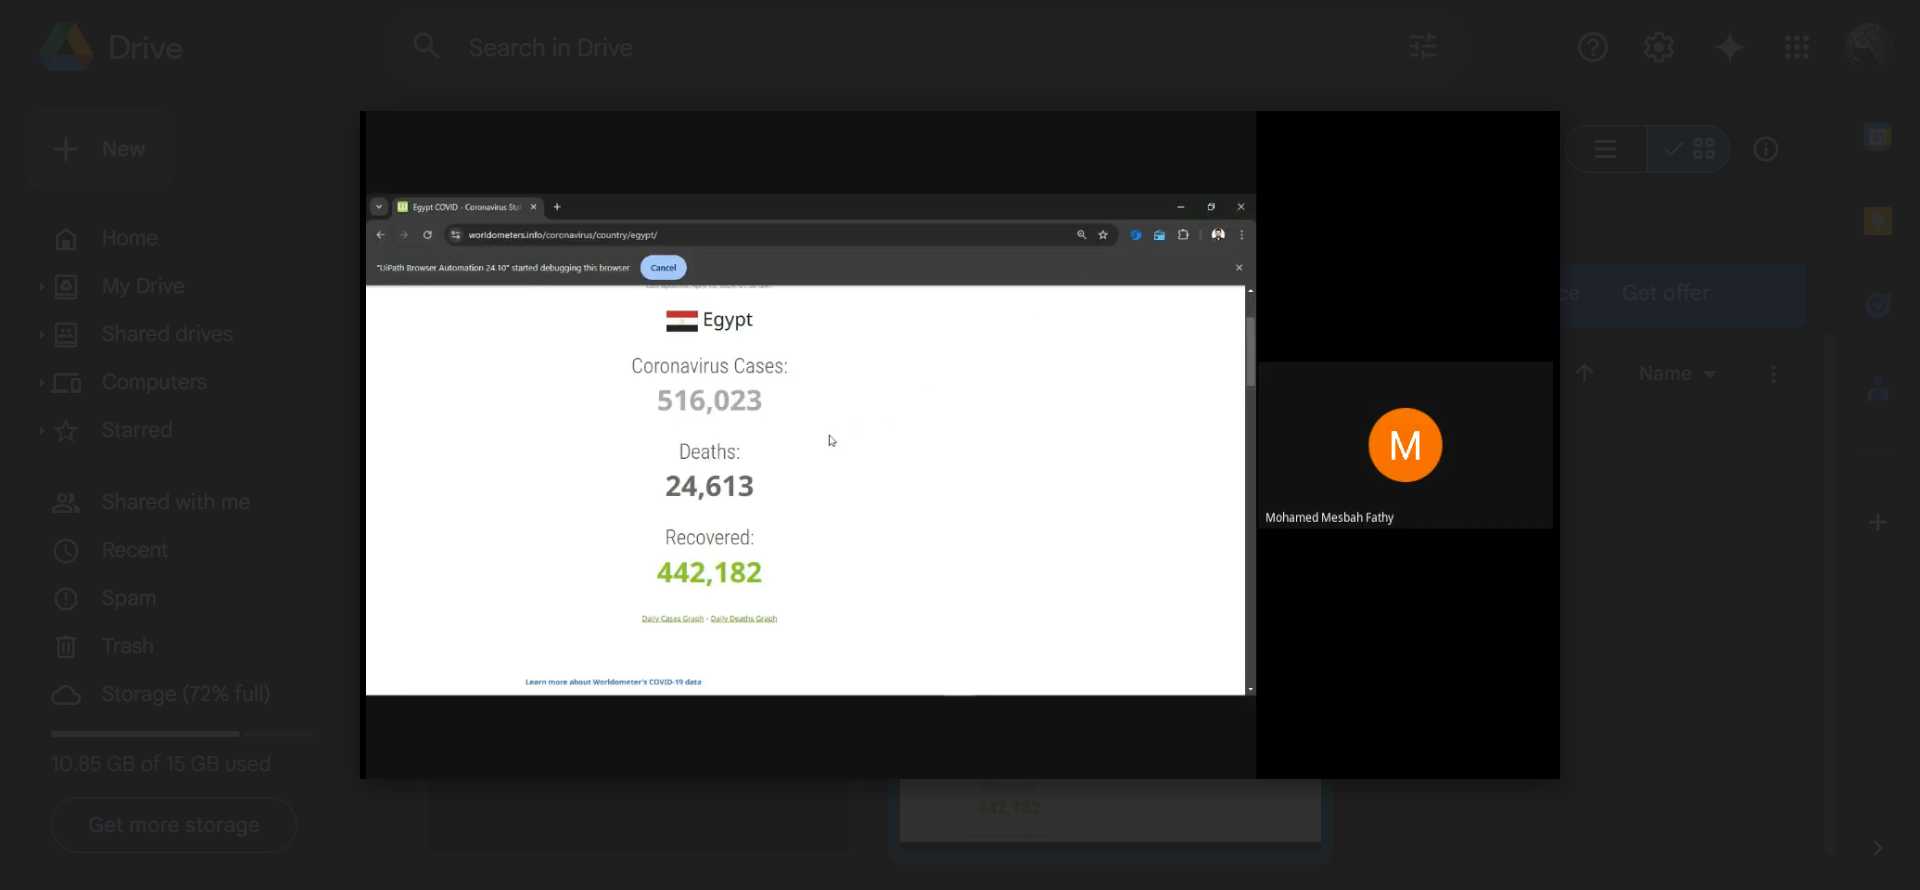 Drive
Search in Drive
New
Home
My Drive
Shared drives
Computers
Starred
Shared with me
Recent
Spam
Trash
Storage (72% full)
10.85 GB of 15 GB used
Get more storage
Get offer
Name
Egypt COVID - Coronavirus Stat
worldometers.info/coronavirus/country/egypt/
"UiPath Browser Automation 24.10" started debugging this browser
Cancel
Egypt
Coronavirus Cases:
516,023
Deaths:
24,613
Recovered:
442,182
Daily Cases Graph - Daily Deaths Graph
Learn more about Worldometer's COVID-19 data
M
Mohamed Mesbah Fathy
442,182